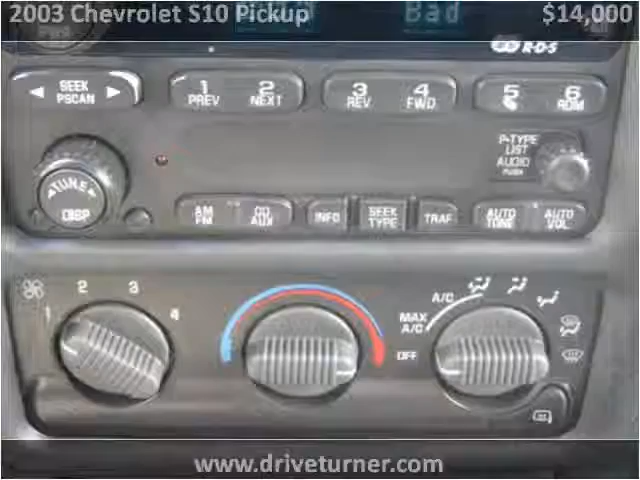 2003 Chevrolet S10 Pickup $14,000
Bad
R·D·S
SEEK PSCAN
1 PREV 2 NEXT 3 REV 4 FWD 5 6 RDM
P-TYPE
LIST
AUDIO
PUSH
TUNE
DISP
AM FM CD AUX INFO SEEK TYPE TRAF AUTO TONE AUTO VOL
1 2 3 4
A/C
MAX A/C
OFF
www.driveturner.com